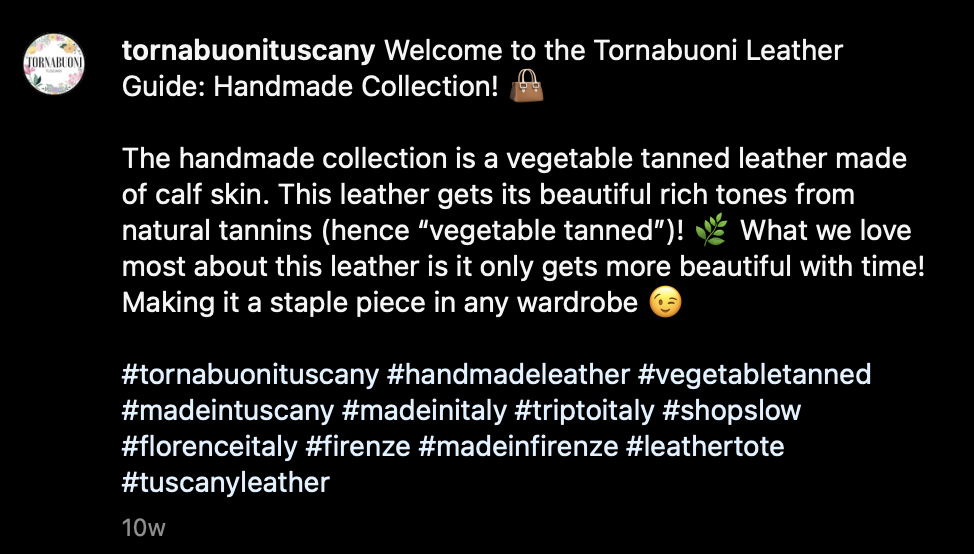 TORNABUONI
TUSCANY
tornabuonituscany Welcome to the Tornabuoni Leather
Guide: Handmade Collection! 👜
The handmade collection is a vegetable tanned leather made
of calf skin. This leather gets its beautiful rich tones from
natural tannins (hence “vegetable tanned”)! 🌿 What we love
most about this leather is it only gets more beautiful with time!
Making it a staple piece in any wardrobe 😉
#tornabuonituscany #handmadeleather #vegetabletanned
#madeintuscany #madeinitaly #triptoitaly #shopslow
#florenceitaly #firenze #madeinfirenze #leathertote
#tuscanyleather
10w